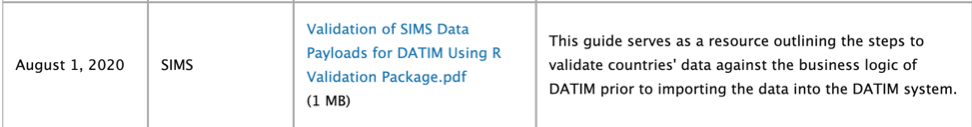 August 1, 2020
SIMS
Validation of SIMS Data
Payloads for DATIM Using R
Validation Package.pdf
(1 MB)
This guide serves as a resource outlining the steps to
validate countries' data against the business logic of
DATIM prior to importing the data into the DATIM system.